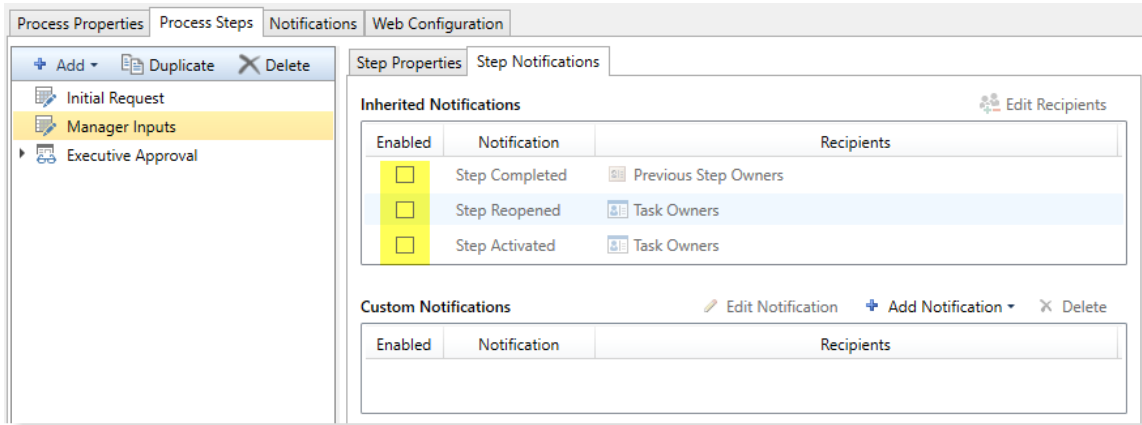 Process Properties Process Steps Notifications Web Configuration
Add Duplicate Delete
Initial Request
Manager Inputs
Executive Approval
Step Properties Step Notifications
Inherited Notifications Edit Recipients
Enabled Notification Recipients
Step Completed Previous Step Owners
Step Reopened Task Owners
Step Activated Task Owners
Custom Notifications Edit Notification Add Notification Delete
Enabled Notification Recipients